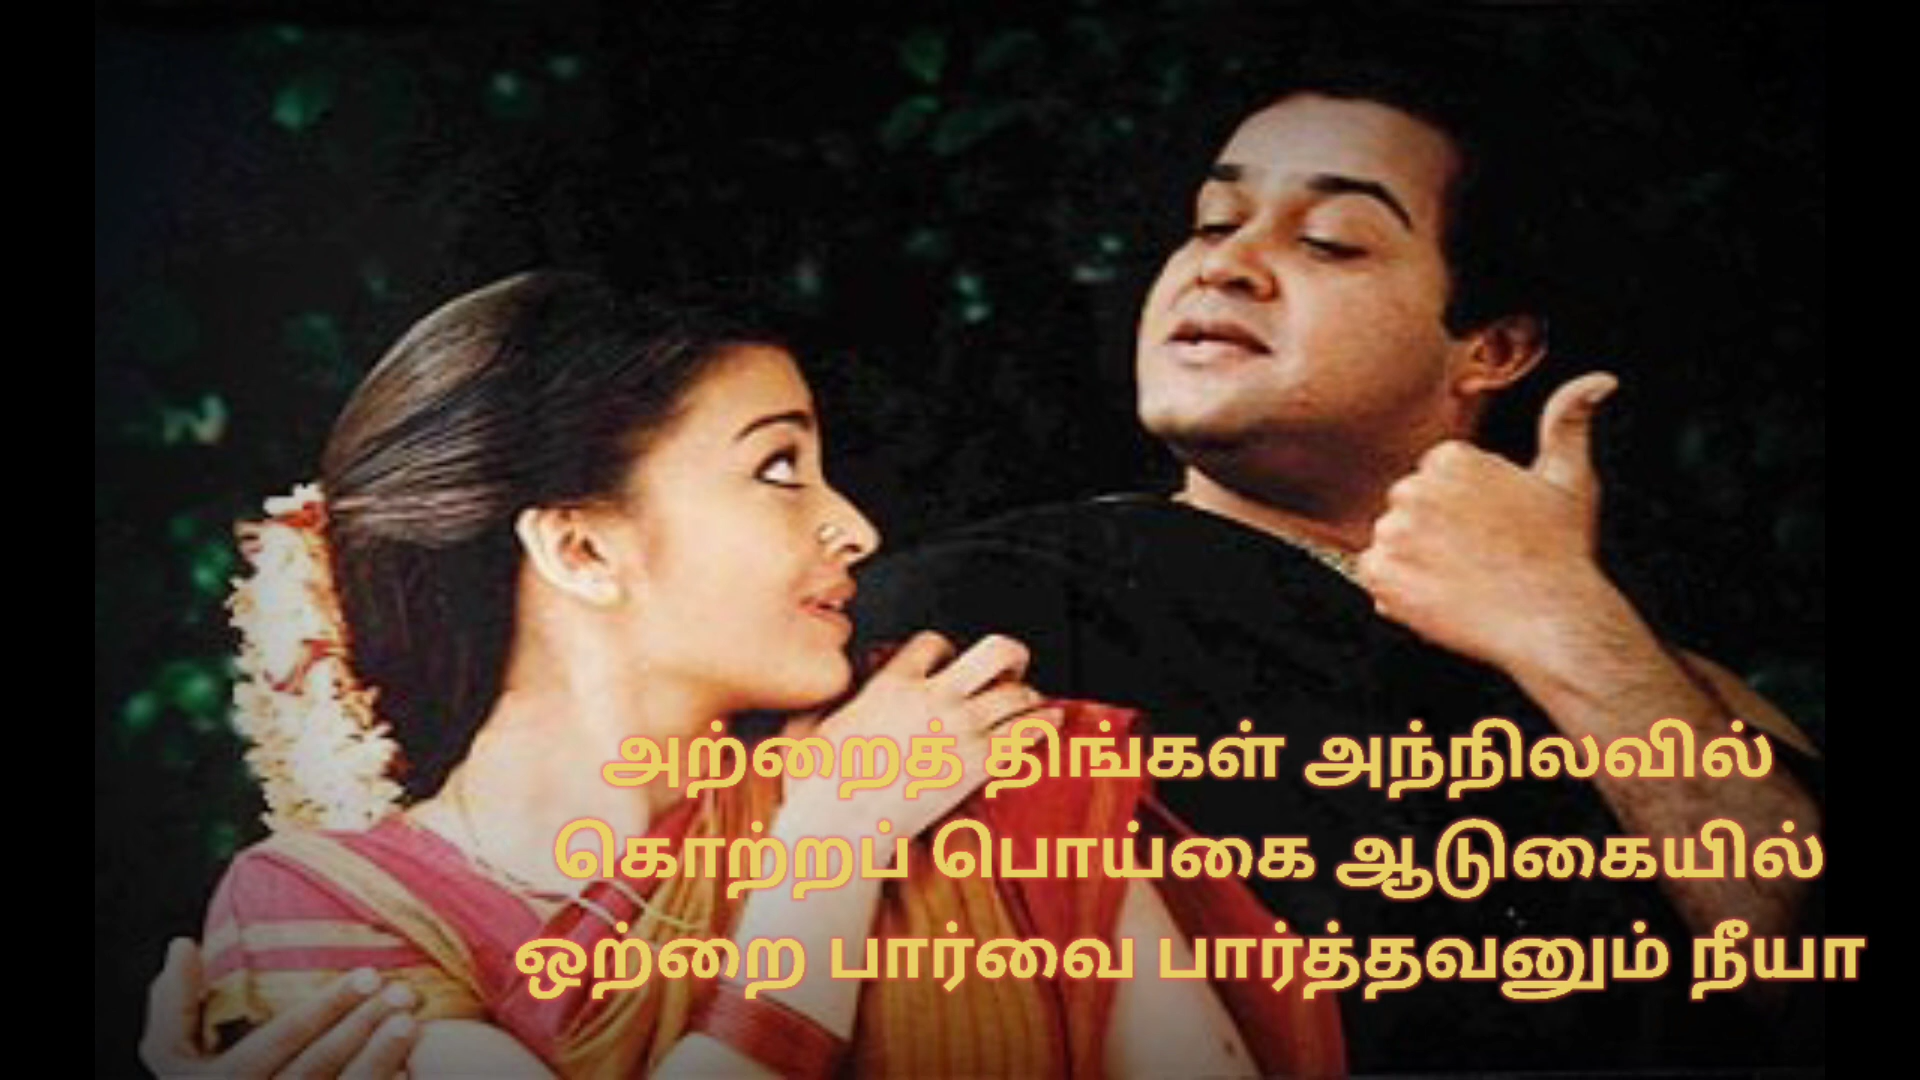 அற்றைத் திங்கள் அந்நிலவில்
கொற்றப் பொய்கை ஆடுகையில்
ஒற்றை பார்வை பார்த்தவனும் நீயா